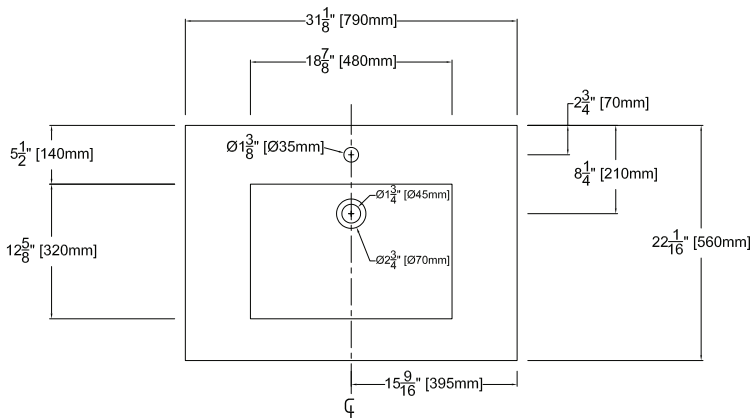 31 1/8" [790mm]
18 7/8" [480mm]
2 3/4" [70mm]
5 1/2" [140mm]
Ø1 3/8" [Ø35mm]
8 1/4" [210mm]
Ø1 3/4" [Ø45mm]
12 5/8" [320mm]
22 1/16" [560mm]
Ø2 3/4" [Ø70mm]
15 9/16" [395mm]
℄